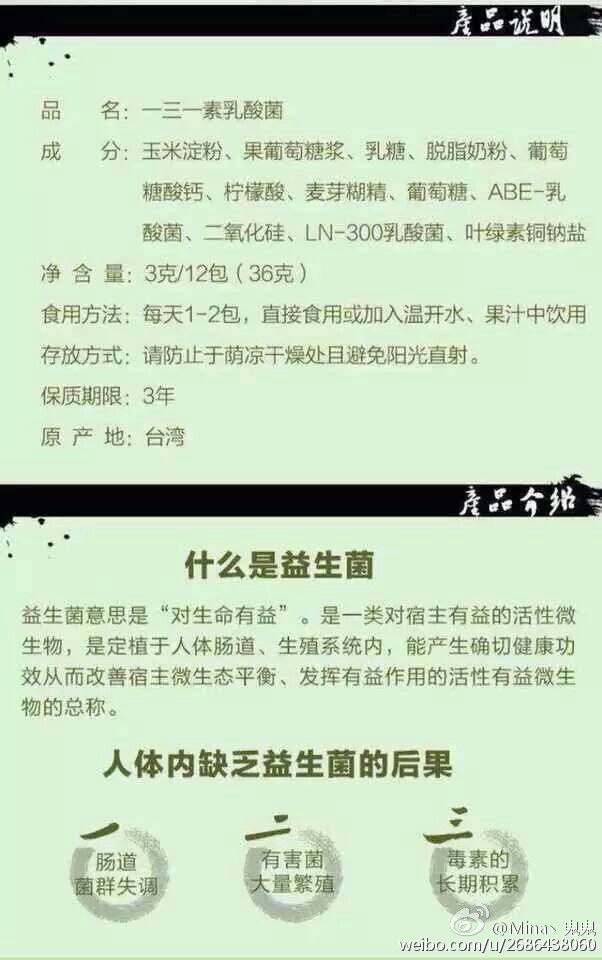 產品说明
品 名：一三一素乳酸菌
成 分：玉米淀粉、果葡萄糖浆、乳糖、脱脂奶粉、葡萄
糖酸钙、柠檬酸、麦芽糊精、葡萄糖、ABE-乳
酸菌、二氧化硅、LN-300乳酸菌、叶绿素铜钠盐
净 含 量：3克/12包（36克）
食用方法：每天1-2包，直接食用或加入温开水、果汁中饮用
存放方式：请防止于荫凉干燥处且避免阳光直射。
保质期限：3年
原 产 地：台湾
產品介绍
什么是益生菌
益生菌意思是“对生命有益”。是一类对宿主有益的活性微
生物，是定植于人体肠道、生殖系统内，能产生确切健康功
效从而改善宿主微生态平衡、发挥有益作用的活性有益微生
物的总称。
人体内缺乏益生菌的后果
一
肠道
菌群失调
二
有害菌
大量繁殖
三
毒素的
长期积累
@Mina丶鬼鬼
weibo.com/u/2686438060